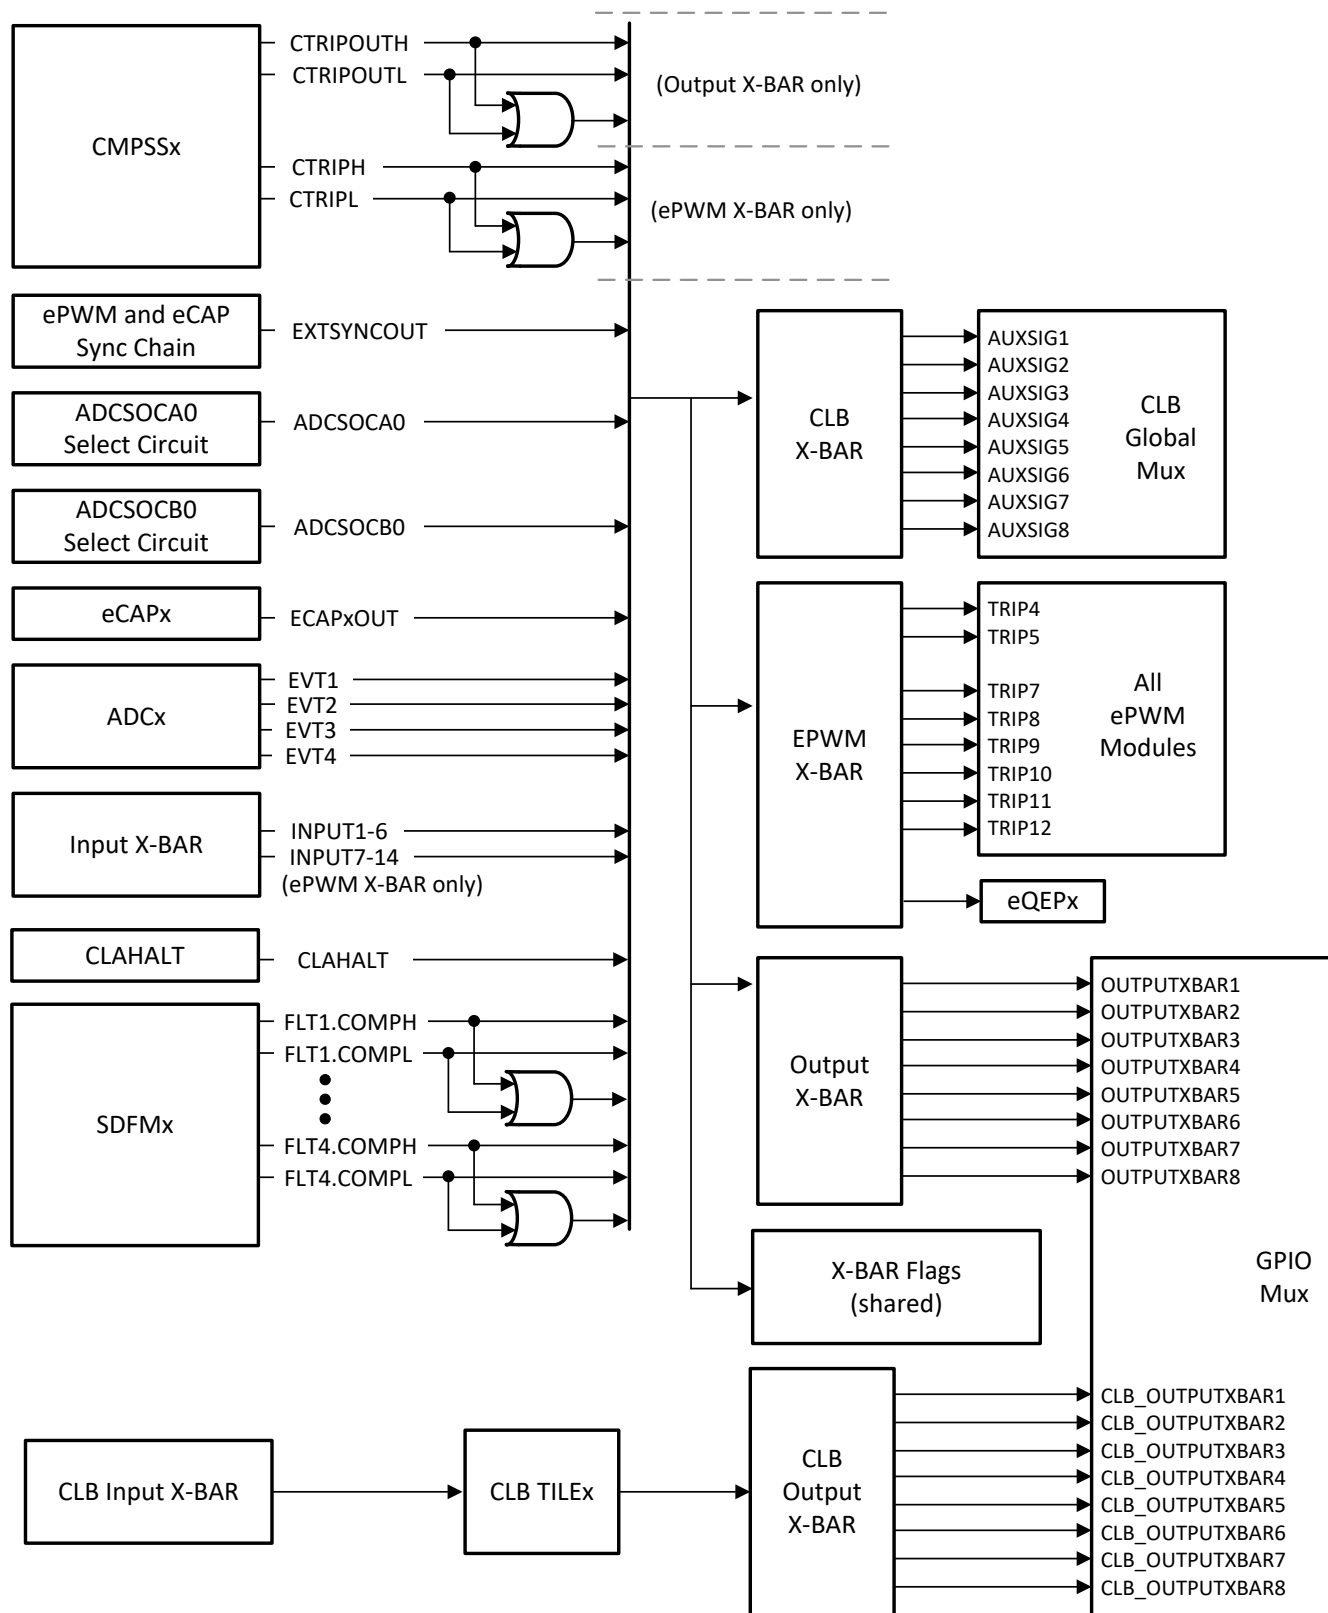 CTRIPOUTH
CTRIPOUTL
(Output X-BAR only)
CMPSSx
CTRIPH
CTRIPL
(ePWM X-BAR only)
ePWM and eCAP
Sync Chain
EXTSYNCOUT
ADCSOCA0
Select Circuit
ADCSOCA0
ADCSOCB0
Select Circuit
ADCSOCB0
eCAPx
ECAPxOUT
ADCx
EVT1
EVT2
EVT3
EVT4
Input X-BAR
INPUT1-6
INPUT7-14
(ePWM X-BAR only)
CLAHALT
CLAHALT
SDFMx
FLT1.COMPH
FLT1.COMPL
FLT4.COMPH
FLT4.COMPL
CLB
X-BAR
AUXSIG1
AUXSIG2
AUXSIG3
AUXSIG4
AUXSIG5
AUXSIG6
AUXSIG7
AUXSIG8
CLB
Global
Mux
EPWM
X-BAR
TRIP4
TRIP5
TRIP7
TRIP8
TRIP9
TRIP10
TRIP11
TRIP12
All
ePWM
Modules
eQEPx
Output
X-BAR
OUTPUTXBAR1
OUTPUTXBAR2
OUTPUTXBAR3
OUTPUTXBAR4
OUTPUTXBAR5
OUTPUTXBAR6
OUTPUTXBAR7
OUTPUTXBAR8
X-BAR Flags
(shared)
GPIO
Mux
CLB Input X-BAR
CLB TILEx
CLB
Output
X-BAR
CLB_OUTPUTXBAR1
CLB_OUTPUTXBAR2
CLB_OUTPUTXBAR3
CLB_OUTPUTXBAR4
CLB_OUTPUTXBAR5
CLB_OUTPUTXBAR6
CLB_OUTPUTXBAR7
CLB_OUTPUTXBAR8